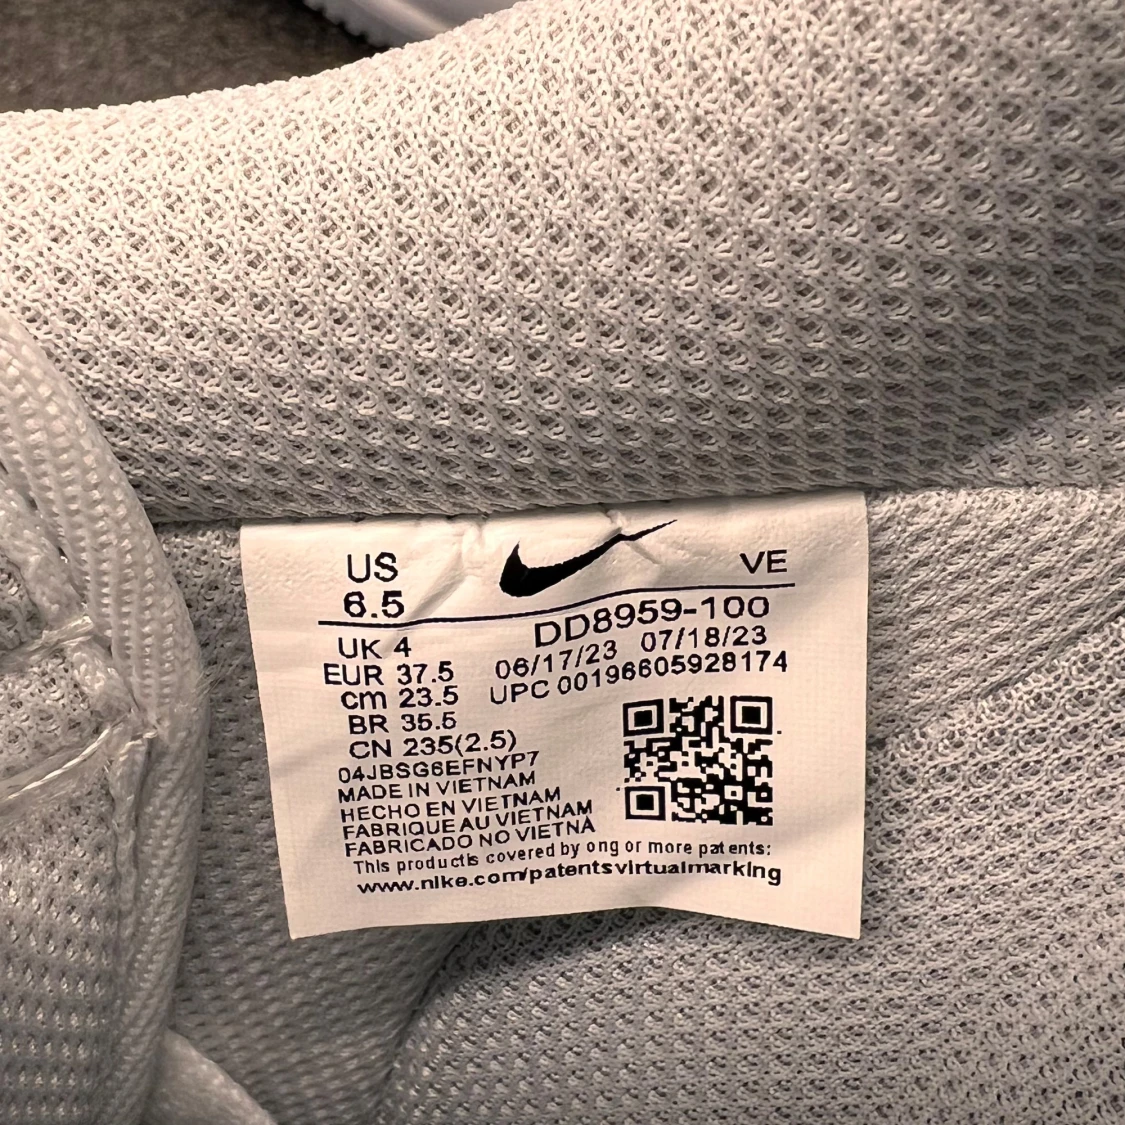 US
6.5
VE
UK 4
EUR 37.5
cm 23.5
BR 35.5
CN 235(2.5)
DD8959-100
06/17/23 07/18/23
UPC 00196605928174
04JBSG6EFNYP7
MADE IN VIETNAM
HECHO EN VIETNAM
FABRIQUE AU VIETNAM
FABRICADO NO VIETNA
This productis covered by ong or more patents:
www.nike.com/patentsvirtualmarking